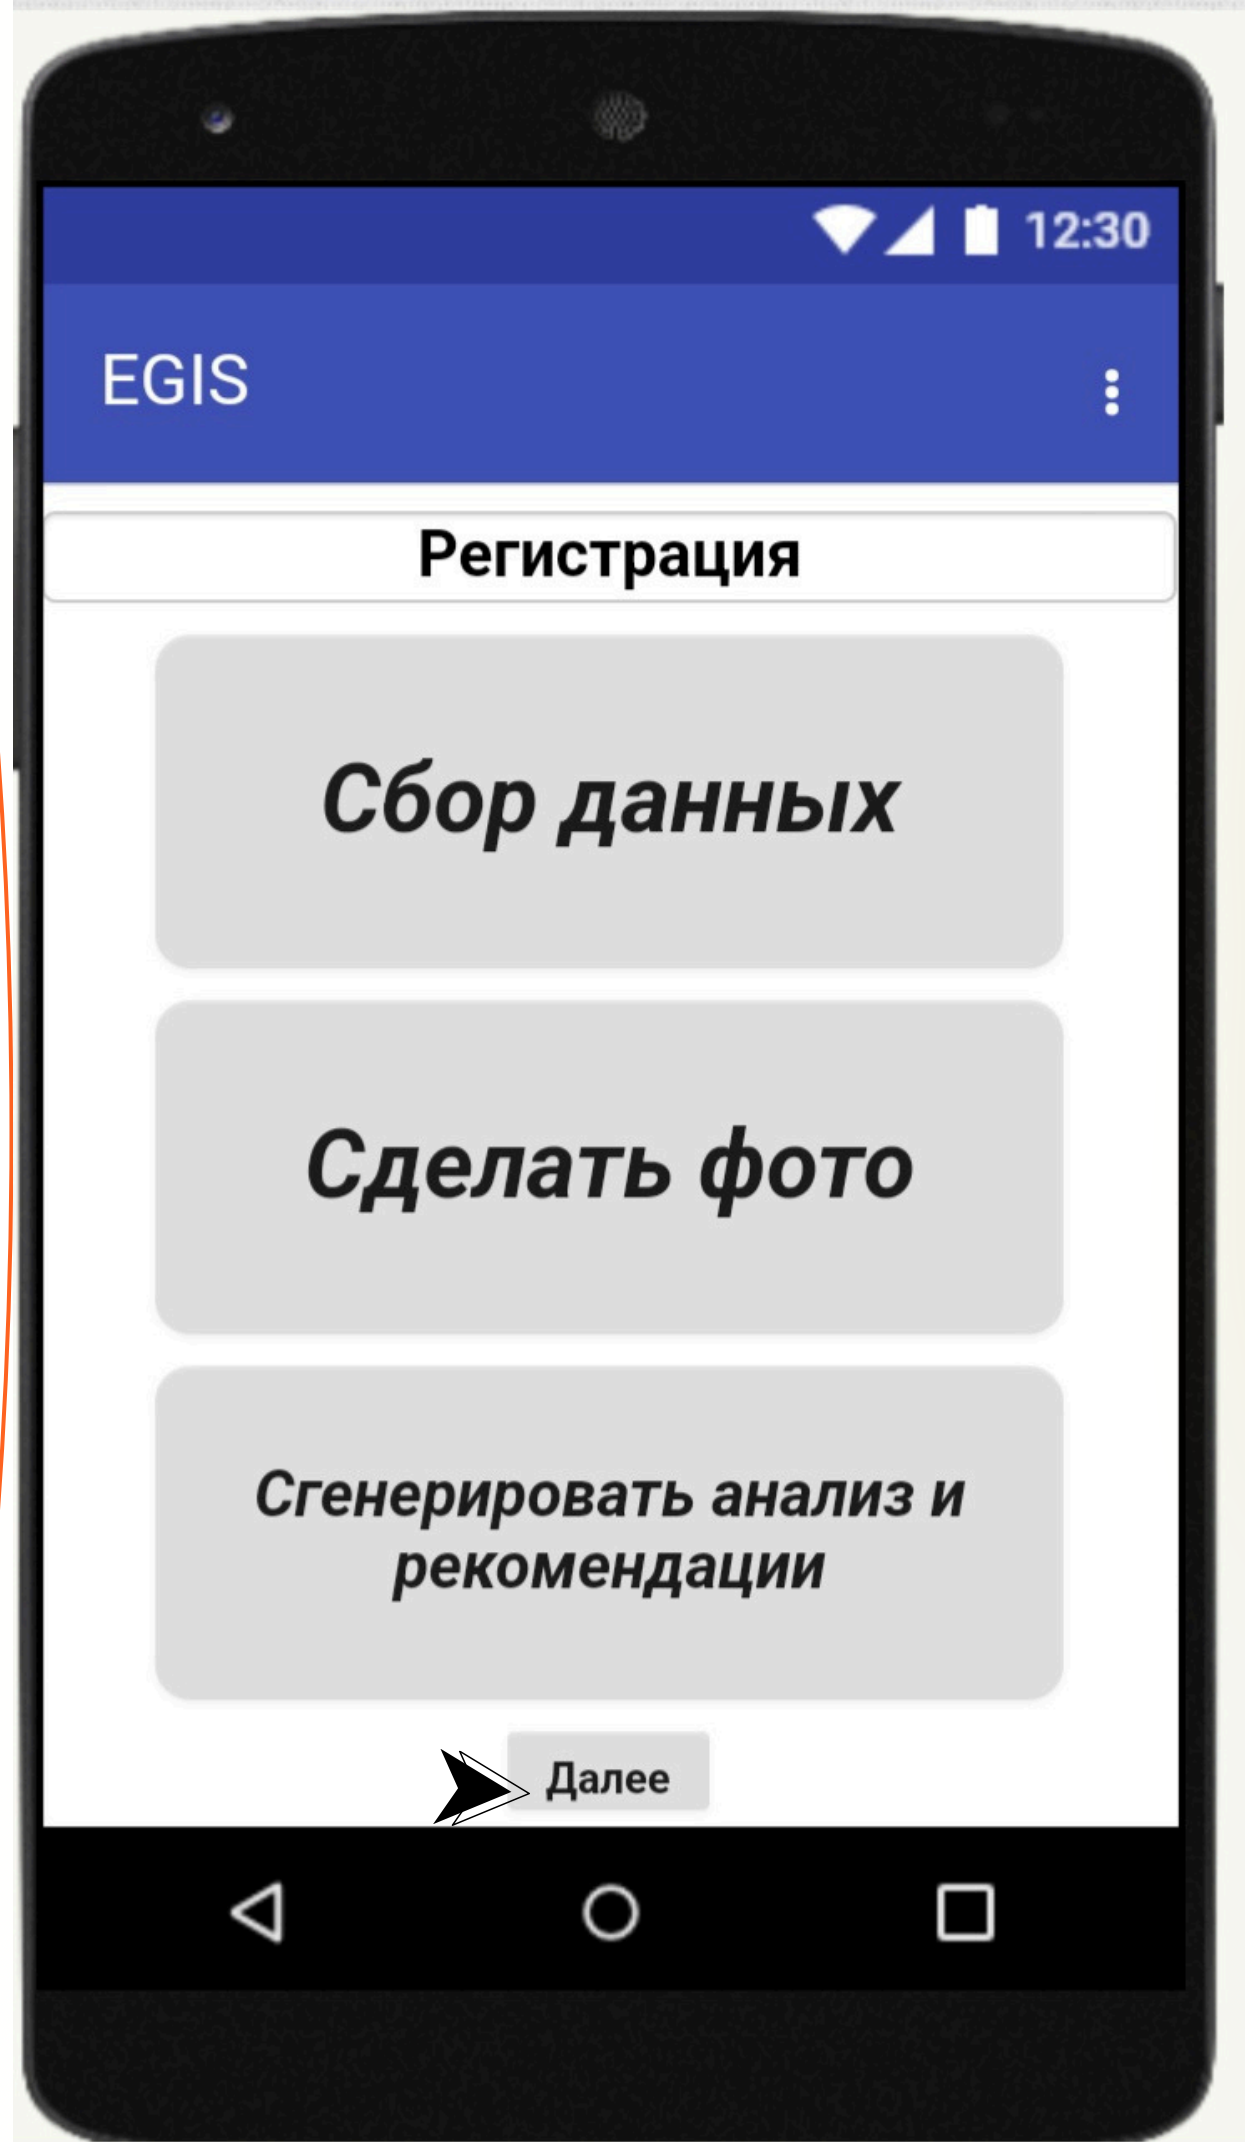 12:30
EGIS
Регистрация
Сбор данных
Сделать фото
Сгенерировать анализ и
рекомендации
Далее